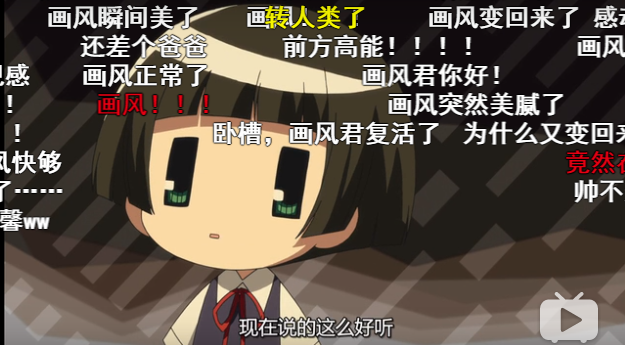 画风瞬间美了 画风！！ 转人类了 画风变回来了 感动
还差个爸爸 前方高能！！！！ 画风
感 画风正常了 画风君你好！
！ 画风！！！ 画风突然美腻了
！ 卧槽，画风君复活了 为什么又变回来
风快够 竟然在
了…… 帅不
馨ww
现在说的这么好听